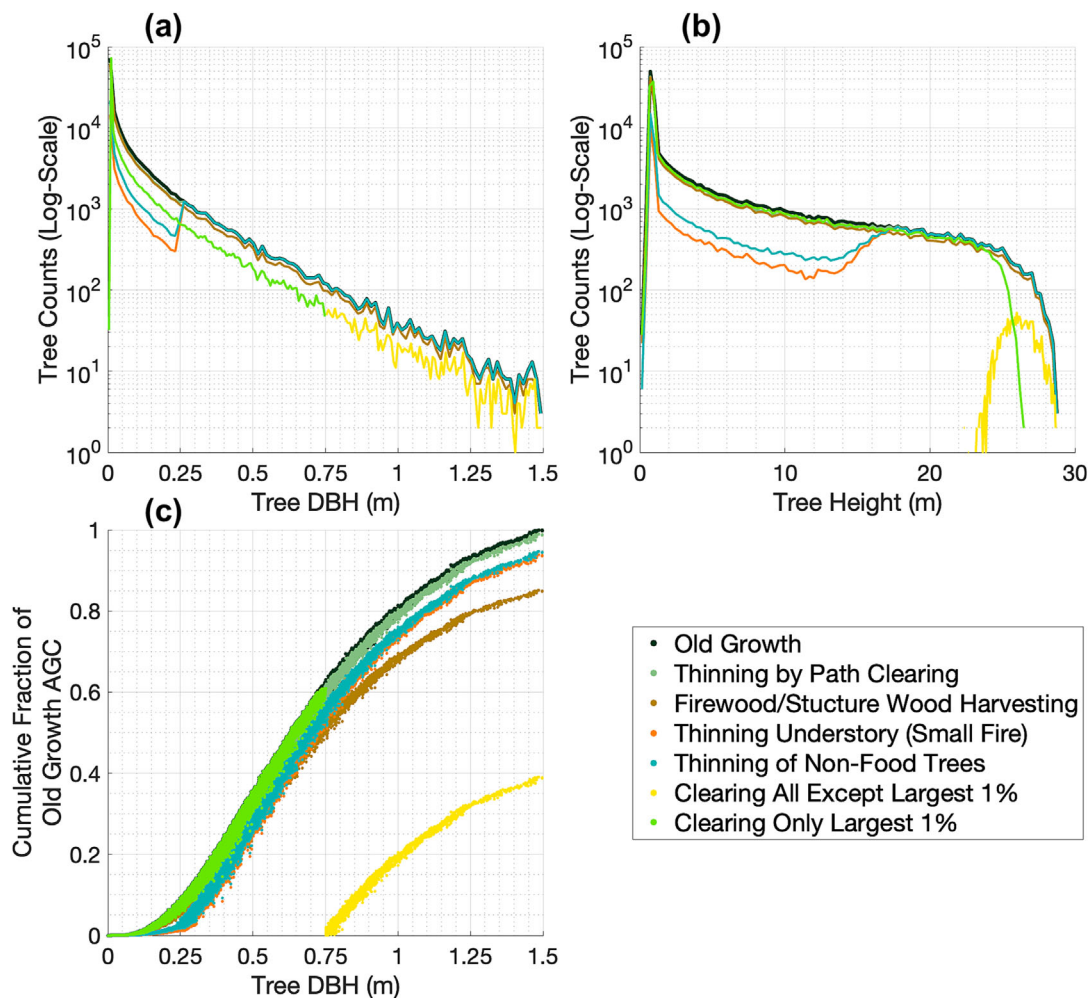 (a)
(b)
10^5
10^4
10^3
10^2
10^1
10^0
Tree Counts (Log-Scale)
0 0.25 0.5 0.75 1 1.25 1.5
Tree DBH (m)
10^5
10^4
10^3
10^2
10^1
10^0
Tree Counts (Log-Scale)
0 10 20 30
Tree Height (m)
(c)
1
0.8
0.6
0.4
0.2
0
Cumulative Fraction of
Old Growth AGC
0 0.25 0.5 0.75 1 1.25 1.5
Tree DBH (m)
Old Growth
Thinning by Path Clearing
Firewood/Stucture Wood Harvesting
Thinning Understory (Small Fire)
Thinning of Non-Food Trees
Clearing All Except Largest 1%
Clearing Only Largest 1%